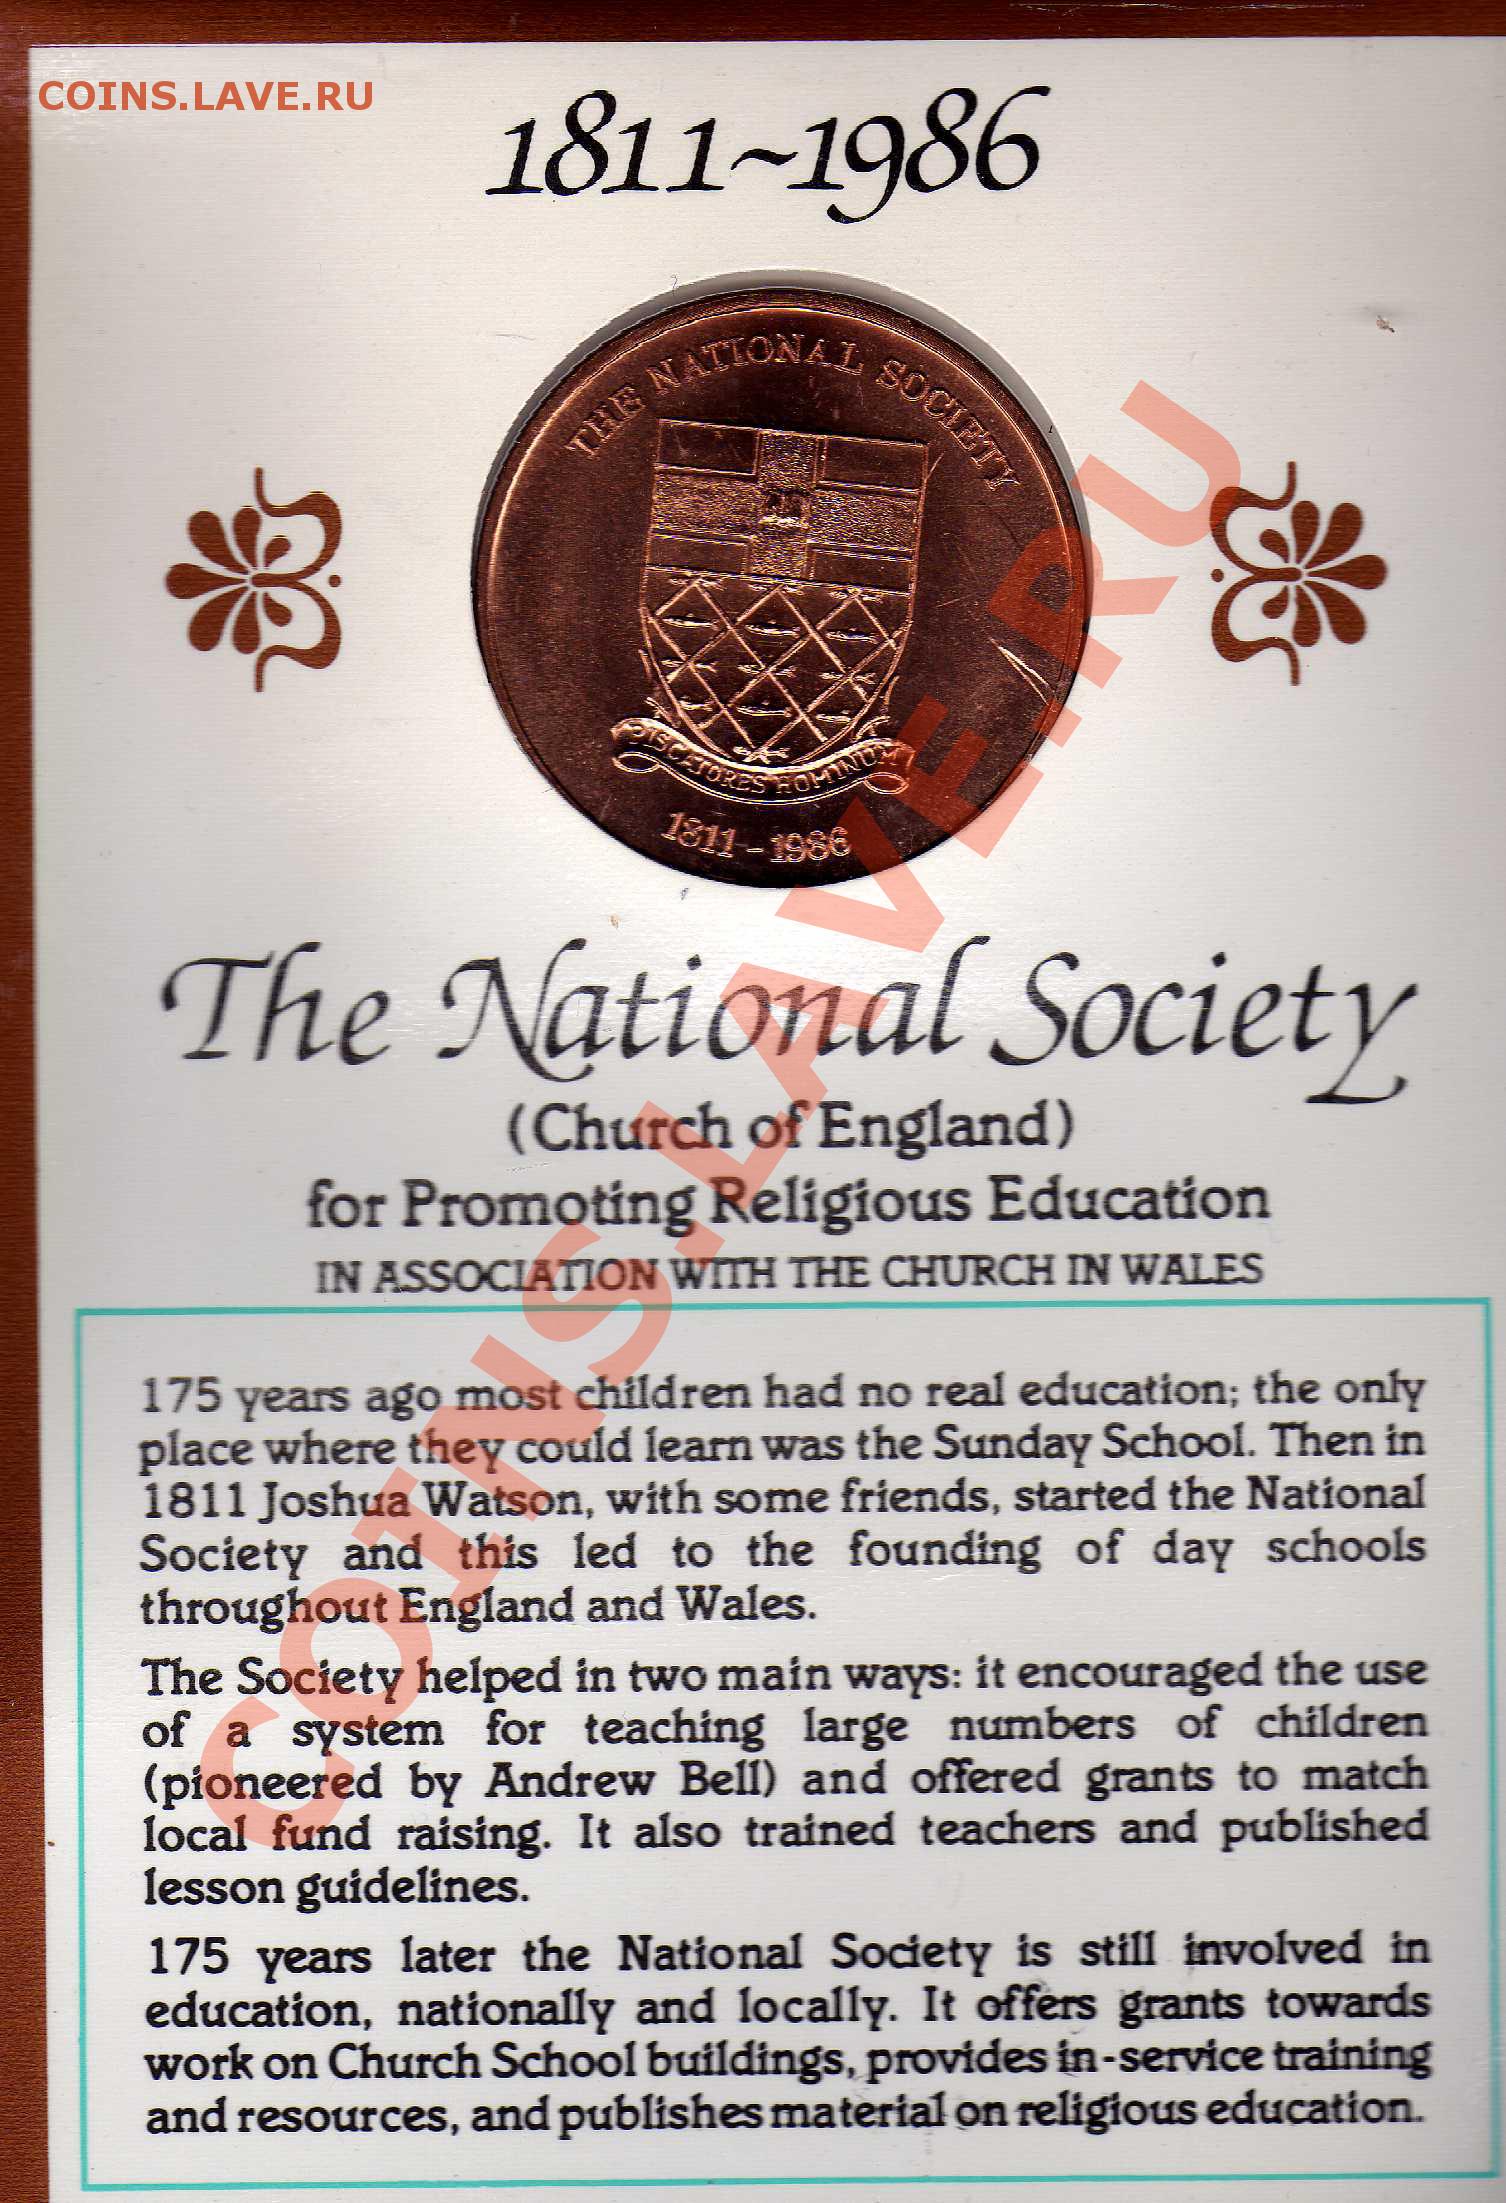 COINS.LAVE.RU
1811~1986
THE NATIONAL SOCIETY
PISCATORES HOMINUM
1811-1986
The National Society
(Church of England)
for Promoting Religious Education
IN ASSOCIATION WITH THE CHURCH IN WALES
175 years ago most children had no real education; the only
place where they could learn was the Sunday School. Then in
1811 Joshua Watson, with some friends, started the National
Society and this led to the founding of day schools
throughout England and Wales.
The Society helped in two main ways: it encouraged the use
of a system for teaching large numbers of children
(pioneered by Andrew Bell) and offered grants to match
local fund raising. It also trained teachers and published
lesson guidelines.
175 years later the National Society is still involved in
education, nationally and locally. It offers grants towards
work on Church School buildings, provides in-service training
and resources, and publishes material on religious education.
COINS.LAVE.RU